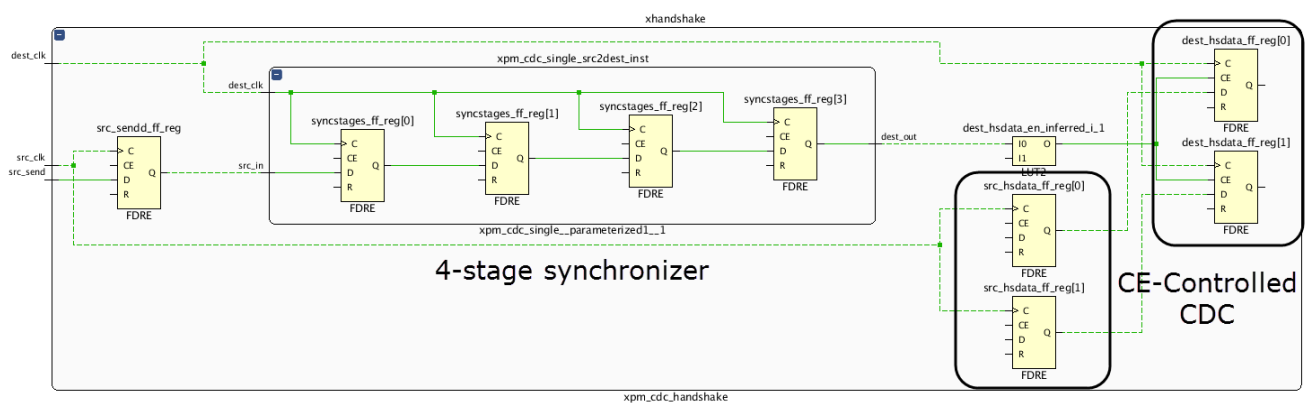 xhandshake
dest_clk
xpm_cdc_single_src2dest_inst
dest_clk
src_sendd_ff_reg
C
CE
D
R
Q
FDRE
src_clk
src_send
src_in
syncstages_ff_reg[0]
C
CE
D
R
Q
FDRE
syncstages_ff_reg[1]
C
CE
D
R
Q
FDRE
syncstages_ff_reg[2]
C
CE
D
R
Q
FDRE
syncstages_ff_reg[3]
C
CE
D
R
Q
FDRE
dest_out
xpm_cdc_single__parameterized1__1
dest_hsdata_en_inferred_i_1
I0
I1
O
LUT2
dest_hsdata_ff_reg[0]
C
CE
D
R
Q
FDRE
dest_hsdata_ff_reg[1]
C
CE
D
R
Q
FDRE
src_hsdata_ff_reg[0]
C
CE
D
R
Q
FDRE
src_hsdata_ff_reg[1]
C
CE
D
R
Q
FDRE
4-stage synchronizer
CE-Controlled
CDC
xpm_cdc_handshake